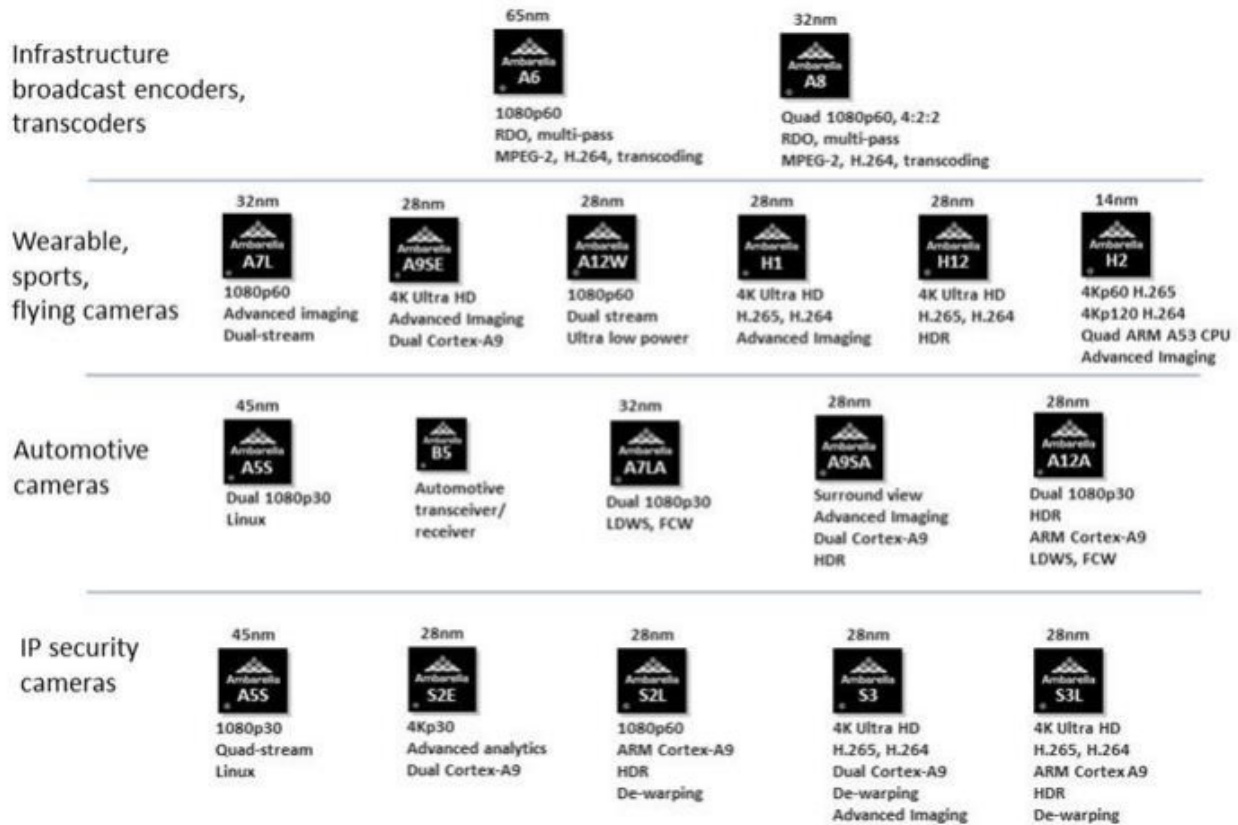 Infrastructure
broadcast encoders,
transcoders
65nm
Ambarella
A6
1080p60
RDO, multi-pass
MPEG-2, H.264, transcoding
32nm
Ambarella
A8
Quad 1080p60, 4:2:2
RDO, multi-pass
MPEG-2, H.264, transcoding
Wearable,
sports,
flying cameras
32nm
Ambarella
A7L
1080p60
Advanced imaging
Dual-stream
28nm
Ambarella
A9SE
4K Ultra HD
Advanced Imaging
Dual Cortex-A9
28nm
Ambarella
A12W
1080p60
Dual stream
Ultra low power
28nm
Ambarella
H1
4K Ultra HD
H.265, H.264
Advanced Imaging
28nm
Ambarella
H12
4K Ultra HD
H.265, H.264
HDR
14nm
Ambarella
H2
4Kp60 H.265
4Kp120 H.264
Quad ARM A53 CPU
Advanced Imaging
Automotive
cameras
45nm
Ambarella
A5S
Dual 1080p30
Linux
Ambarella
B5
Automotive
transceiver/
receiver
32nm
Ambarella
A7LA
Dual 1080p30
LDWS, FCW
28nm
Ambarella
A9SA
Surround view
Advanced Imaging
Dual Cortex-A9
HDR
28nm
Ambarella
A12A
Dual 1080p30
HDR
ARM Cortex-A9
LDWS, FCW
IP security
cameras
45nm
Ambarella
A5S
1080p30
Quad-stream
Linux
28nm
Ambarella
S2E
4Kp30
Advanced analytics
Dual Cortex-A9
28nm
Ambarella
S2L
1080p60
ARM Cortex-A9
HDR
De-warping
28nm
Ambarella
S3
4K Ultra HD
H.265, H.264
Dual Cortex-A9
De-warping
Advanced Imaging
28nm
Ambarella
S3L
4K Ultra HD
H.265, H.264
ARM Cortex A9
HDR
De-warping